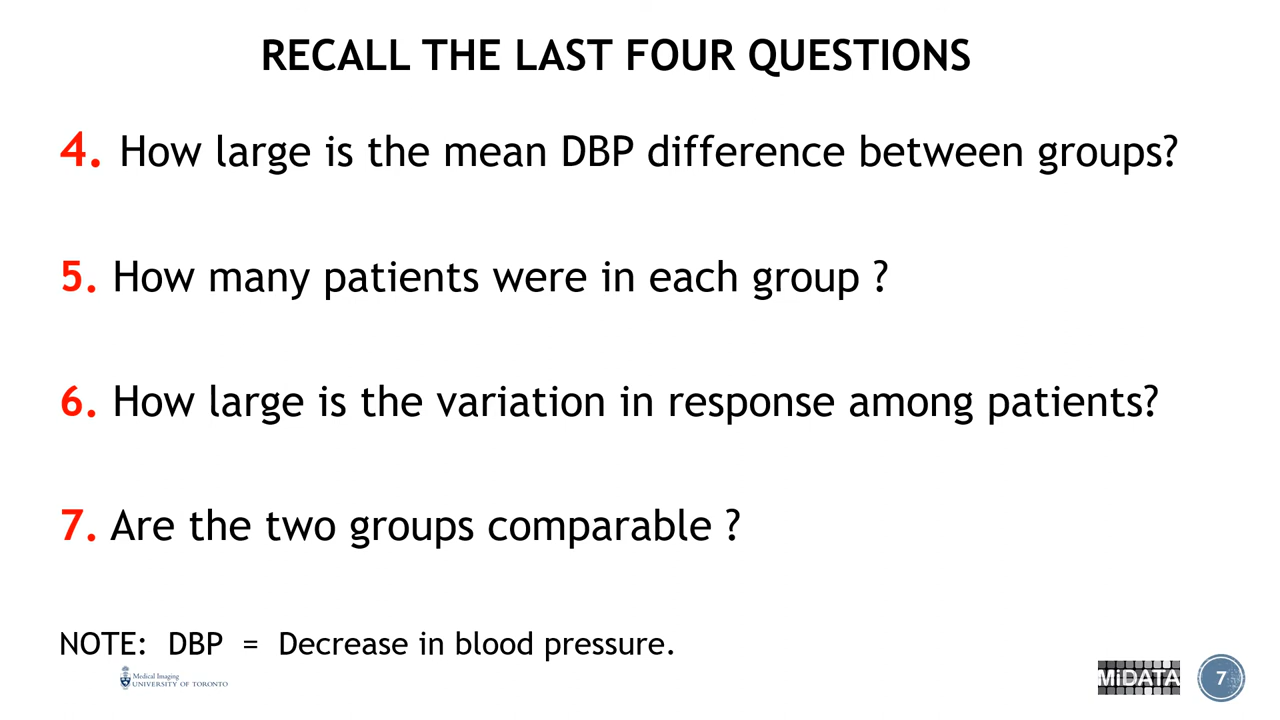 RECALL THE LAST FOUR QUESTIONS
4. How large is the mean DBP difference between groups?
5. How many patients were in each group ?
6. How large is the variation in response among patients?
7. Are the two groups comparable ?
NOTE: DBP = Decrease in blood pressure.
Medical Imaging
UNIVERSITY OF TORONTO
MiDATA
7